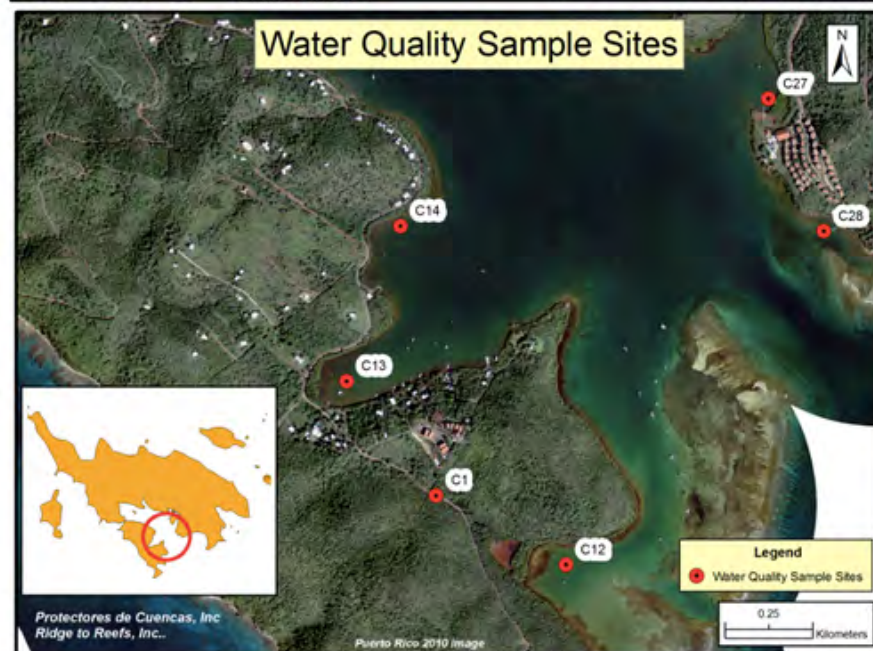 Water Quality Sample Sites
N
C27
C14
C28
C13
C1
C12
Legend
Water Quality Sample Sites
0.25
Kilometers
Protectores de Cuencas, Inc
Ridge to Reefs, Inc..
Puerto Rico 2010 image